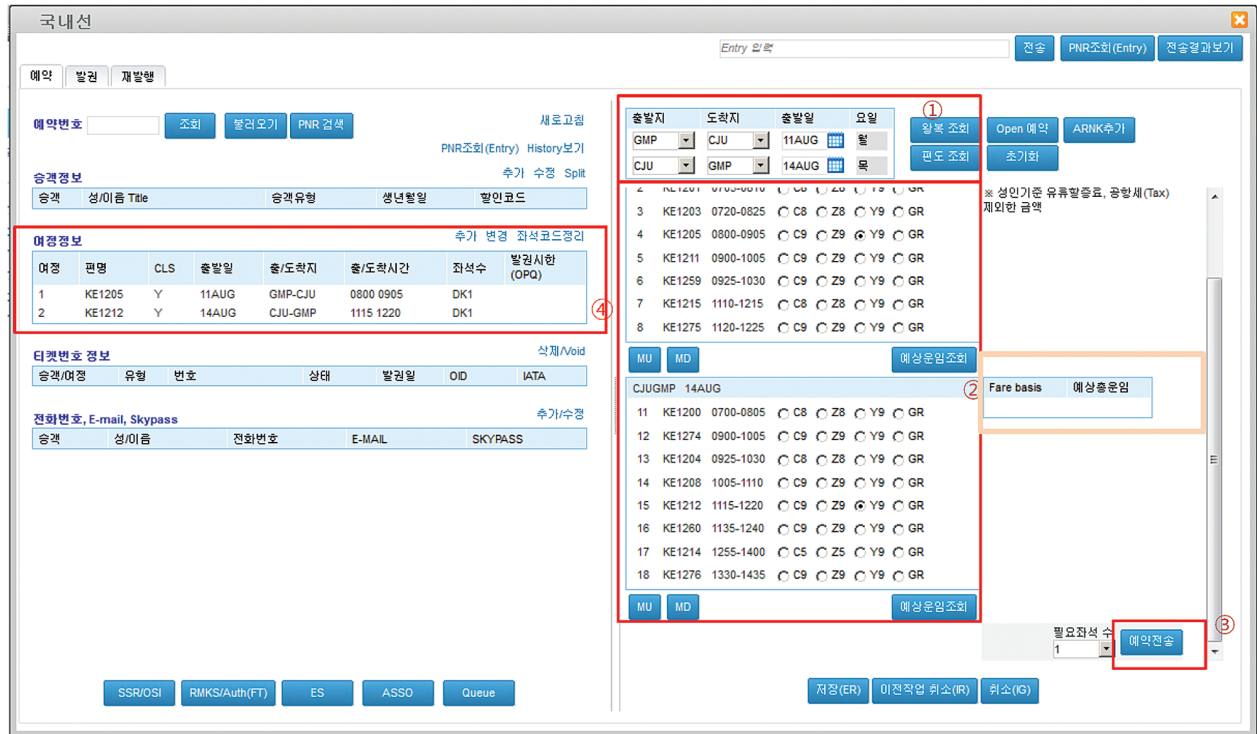 국내선
Entry 입력 전송 PNR조회(Entry) 전송결과보기
예약 발권 재발행
예약번호 조회 불러오기 PNR 검색 새로고침
PNR조회(Entry) History보기
승객정보 추가 수정 Split
승객 성/이름 Title 승객유형 생년월일 할인코드
여정정보 추가 변경 좌석코드정리
여정 편명 CLS 출발일 출/도착지 출/도착시간 좌석수 발권시한 (OPQ)
1 KE1205 Y 11AUG GMP-CJU 0800 0905 DK1
2 KE1212 Y 14AUG CJU-GMP 1115 1220 DK1
④
티켓번호 정보 삭제/Void
승객/여정 유형 번호 상태 발권일 OID IATA
전화번호, E-mail, Skypass 추가/수정
승객 성/이름 전화번호 E-MAIL SKYPASS
SSR/OSI RMKS/Auth(FT) ES ASSO Queue
①
출발지 도착지 출발일 요일
GMP CJU 11AUG 월
CJU GMP 14AUG 목
왕복 조회 Open 예약 ARNK추가
편도 조회 초기화
2 KE1201 0705-0810 C8 Z8 Y9 GR
3 KE1203 0720-0825 C8 Z8 Y9 GR
4 KE1205 0800-0905 C9 Z9 Y9 GR
5 KE1211 0900-1005 C9 Z9 Y9 GR
6 KE1259 0925-1030 C9 Z9 Y9 GR
7 KE1215 1110-1215 C8 Z8 Y9 GR
8 KE1275 1120-1225 C9 Z9 Y9 GR
MU MD 예상운임조회
※ 성인기준 유류할증료, 공항세(Tax)
제외한 금액
②
Fare basis 예상총운임
CJUGMP 14AUG
11 KE1200 0700-0805 C8 Z8 Y9 GR
12 KE1274 0900-1005 C9 Z9 Y9 GR
13 KE1204 0925-1030 C8 Z8 Y9 GR
14 KE1208 1005-1110 C9 Z9 Y9 GR
15 KE1212 1115-1220 C9 Z9 Y9 GR
16 KE1260 1135-1240 C9 Z9 Y9 GR
17 KE1214 1255-1400 C5 Z5 Y9 GR
18 KE1276 1330-1435 C9 Z9 Y9 GR
MU MD 예상운임조회
③
필요좌석 수
1 예약전송
저장(ER) 이전작업 취소(IR) 취소(IG)